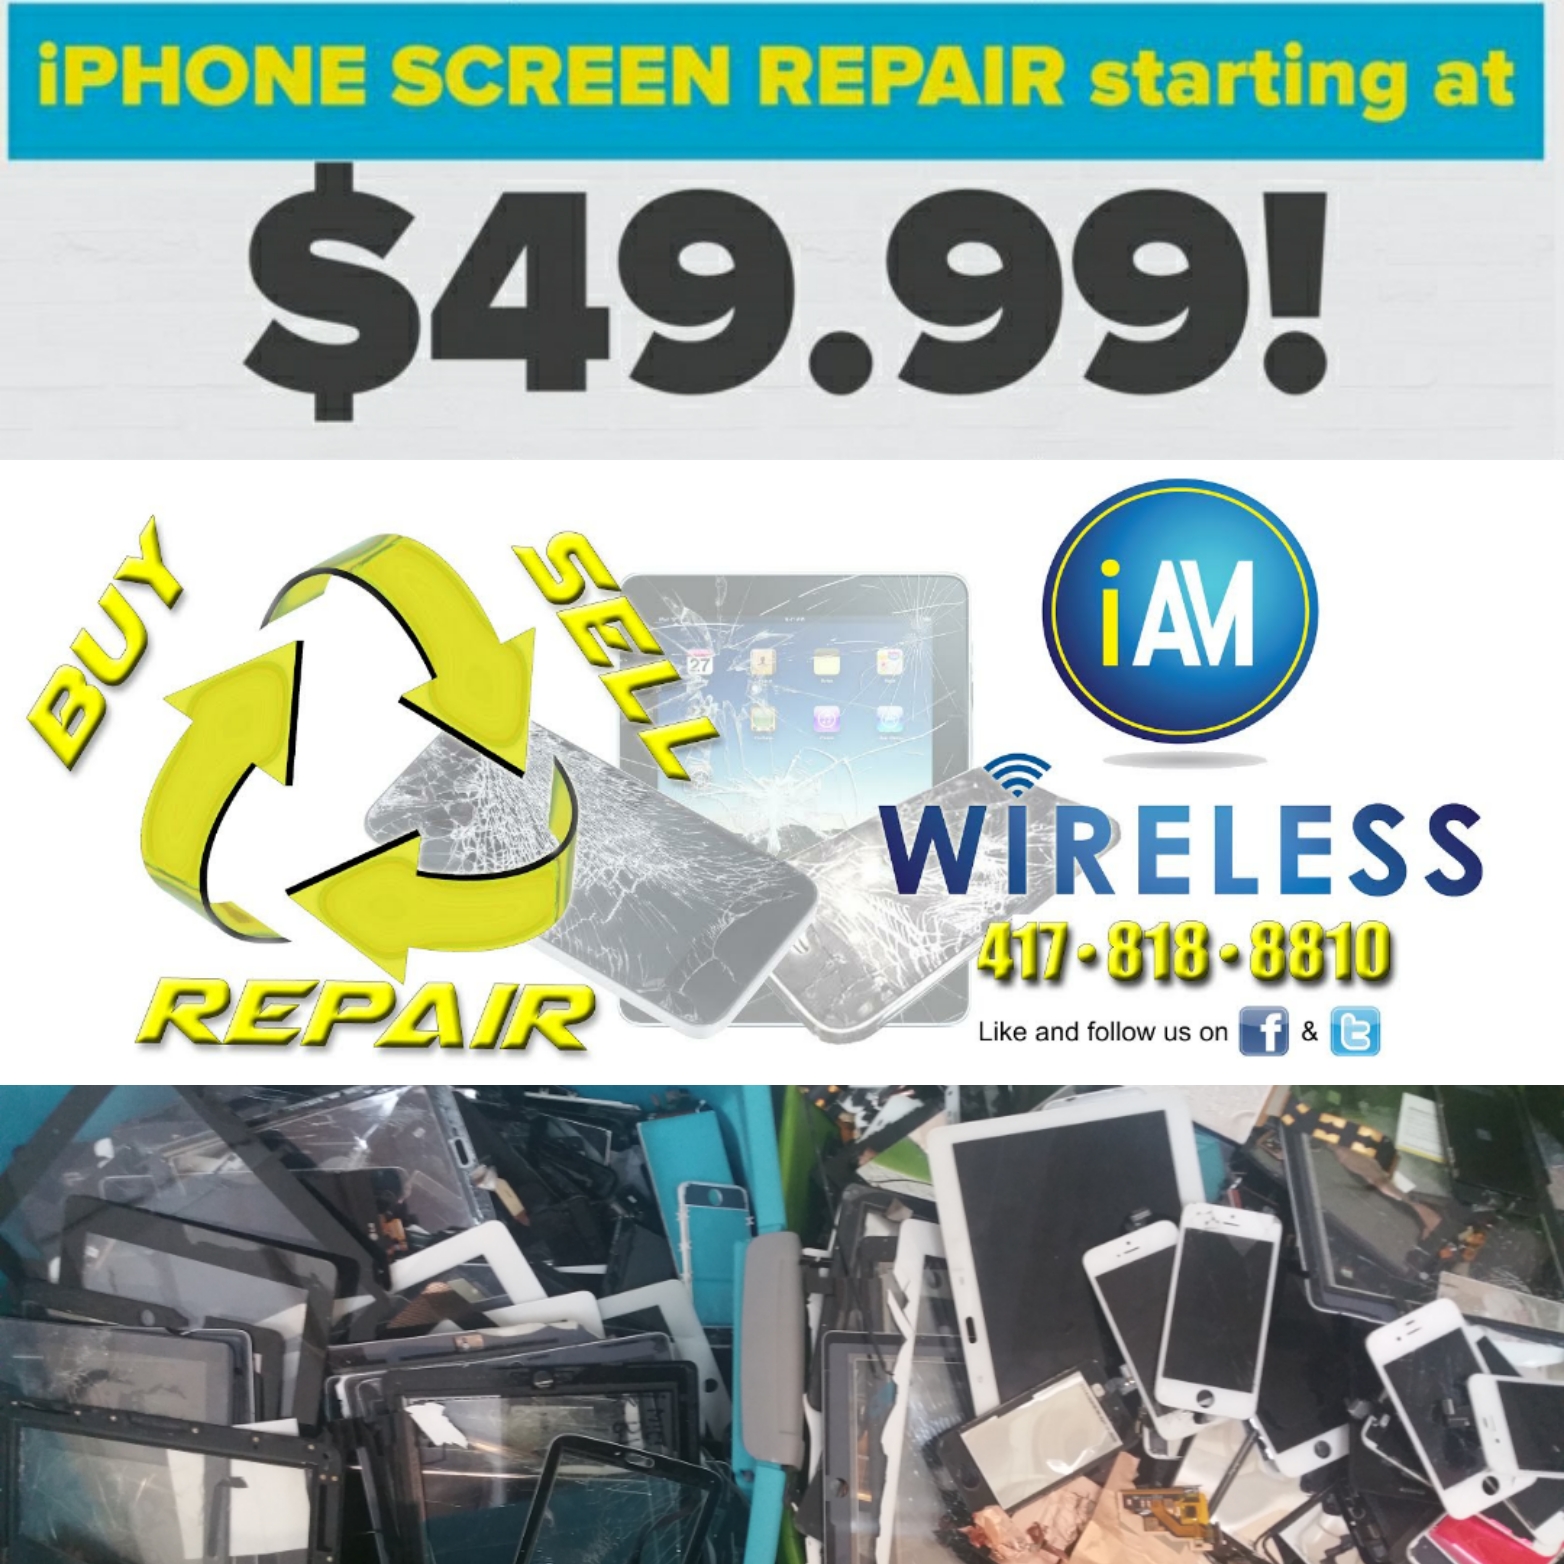 iPHONE SCREEN REPAIR starting at
$49.99!
BUY
SELL
REPAIR
27
iAM
WiRELESS
417•818•8810
Like and follow us on f & t